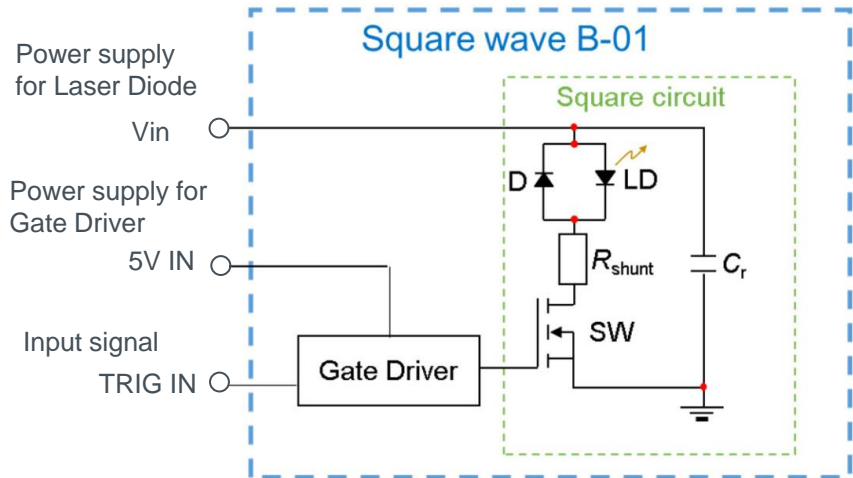 Square wave B-01
Power supply
for Laser Diode
Vin
Square circuit
D
LD
Power supply for
Gate Driver
5V IN
Rshunt
Cr
Input signal
SW
Gate Driver
TRIG IN